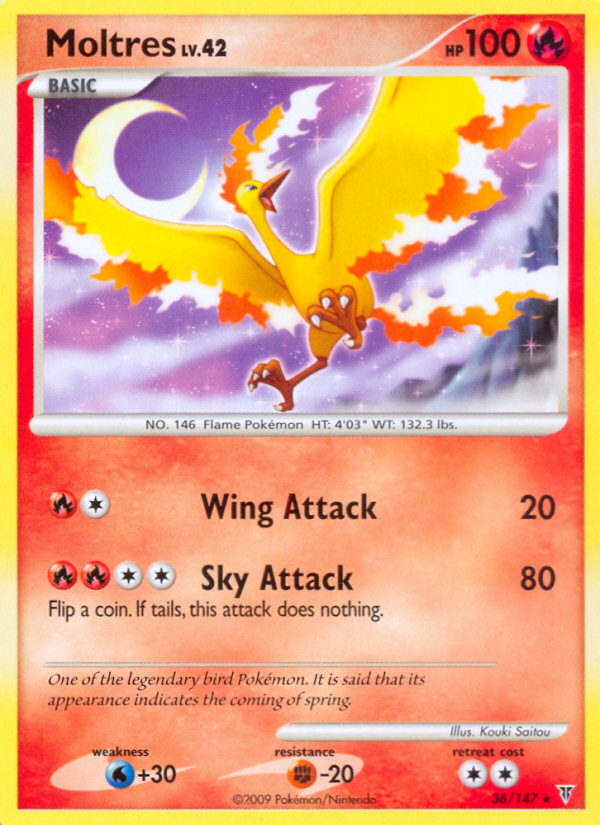 Moltres LV.42 HP 100
BASIC
NO. 146 Flame Pokémon HT: 4'03" WT: 132.3 lbs.
Wing Attack 20
Sky Attack 80
Flip a coin. If tails, this attack does nothing.
One of the legendary bird Pokémon. It is said that its
appearance indicates the coming of spring.
Illus. Kouki Saitou
weakness resistance retreat cost
+30 -20
©2009 Pokémon/Nintendo 36/147 ★